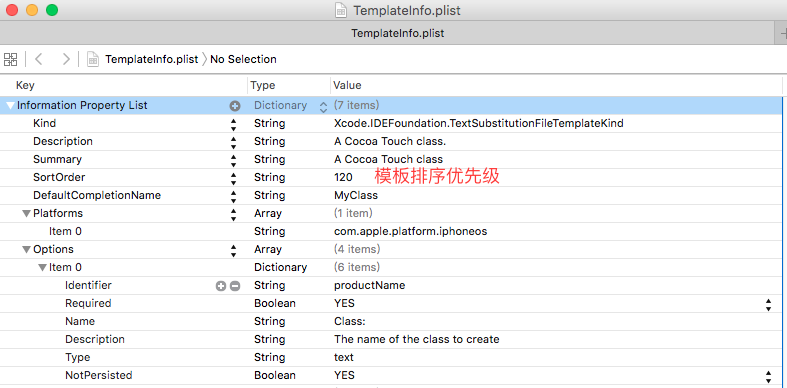 TemplateInfo.plist
TemplateInfo.plist
TemplateInfo.plist No Selection
Key Type Value
Information Property List Dictionary (7 items)
Kind String Xcode.IDEFoundation.TextSubstitutionFileTemplateKind
Description String A Cocoa Touch class.
Summary String A Cocoa Touch class
SortOrder String 120 模板排序优先级
DefaultCompletionName String MyClass
Platforms Array (1 item)
Item 0 String com.apple.platform.iphoneos
Options Array (4 items)
Item 0 Dictionary (6 items)
Identifier String productName
Required Boolean YES
Name String Class:
Description String The name of the class to create
Type String text
NotPersisted Boolean YES